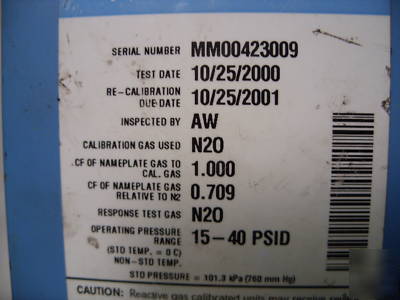 SERIAL NUMBER MM00423009
TEST DATE 10/25/2000
RE-CALIBRATION
DUE DATE 10/25/2001
INSPECTED BY AW
CALIBRATION GAS USED N2O
CF OF NAMEPLATE GAS TO
CAL. GAS 1.000
CF OF NAMEPLATE GAS
RELATIVE TO N2 0.709
RESPONSE TEST GAS N2O
OPERATING PRESSURE
RANGE 15-40 PSID
(STD TEMP. = 0 C)
NON-STD TEMP.
STD PRESSURE = 101.3 kPa (760 mm Hg)
CAUTION: Reactive gas calibrated units may require